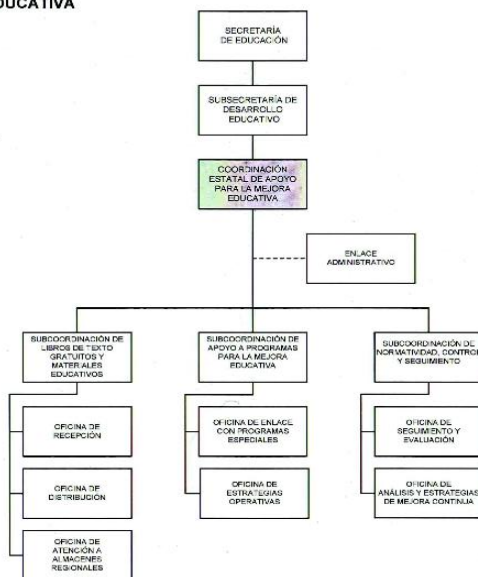 EDUCATIVA
SECRETARÍA
DE EDUCACIÓN
SUBSECRETARÍA DE
DESARROLLO
EDUCATIVO
COORDINACIÓN
ESTATAL DE APOYO
PARA LA MEJORA
EDUCATIVA
ENLACE
ADMINISTRATIVO
SUBCOORDINACIÓN DE
LIBROS DE TEXTO
GRATUITOS Y
MATERIALES
EDUCATIVOS
SUBCOORDINACIÓN DE
APOYO A PROGRAMAS
PARA LA MEJORA
EDUCATIVA
SUBCOORDINACIÓN DE
NORMATIVIDAD, CONTROL
Y SEGUIMIENTO
OFICINA DE
RECEPCIÓN
OFICINA DE ENLACE
CON PROGRAMAS
ESPECIALES
OFICINA DE
SEGUIMIENTO Y
EVALUACIÓN
OFICINA DE
DISTRIBUCIÓN
OFICINA DE
ESTRATEGIAS
OPERATIVAS
OFICINA DE
ANÁLISIS Y ESTRATEGIAS
DE MEJORA CONTINUA
OFICINA DE
ATENCIÓN A
ALMACENES
REGIONALES